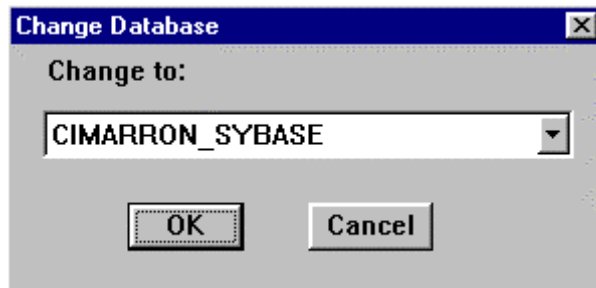 Change Database
Change to:
CIMARRON_SYBASE
OK
Cancel